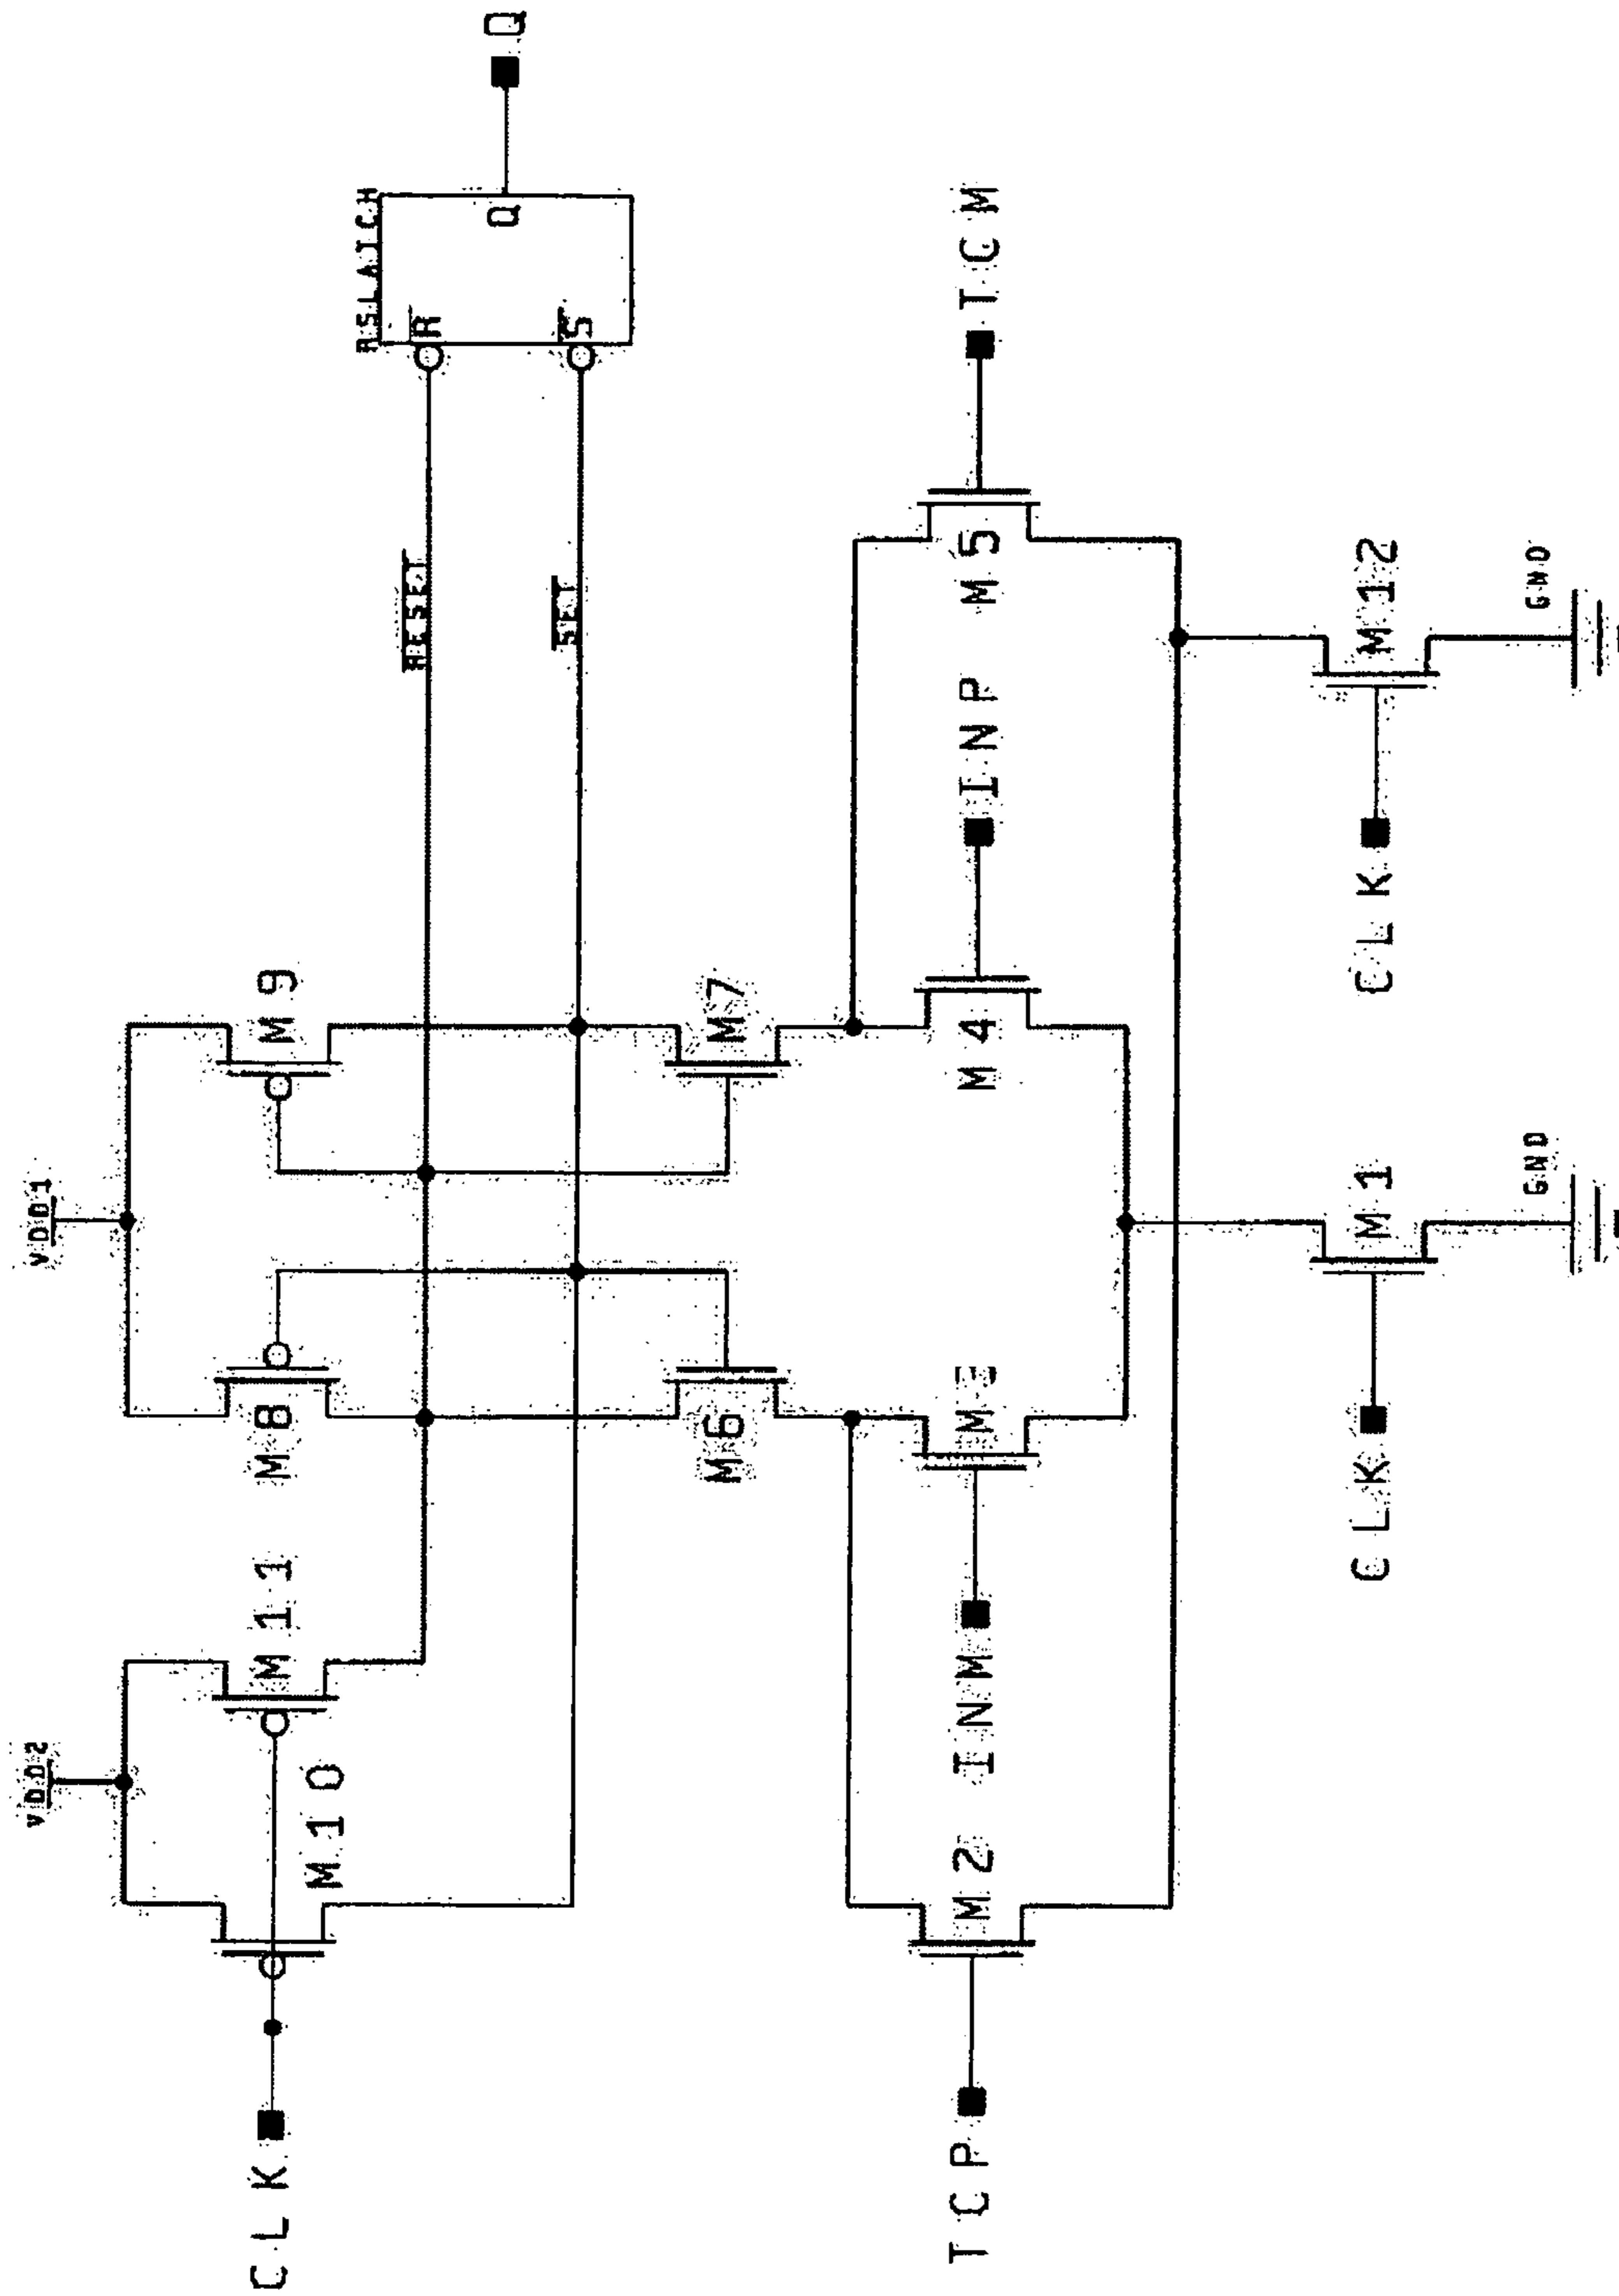 VDD2
VDD1
CLK
M10
M11
M8
M9
RESET
SET
RSLATCH
R
S
Q
Q
M6
M7
TCP
M2
INM
M3
M4
INP
M5
TCM
CLK
M1
GND
CLK
M12
GND